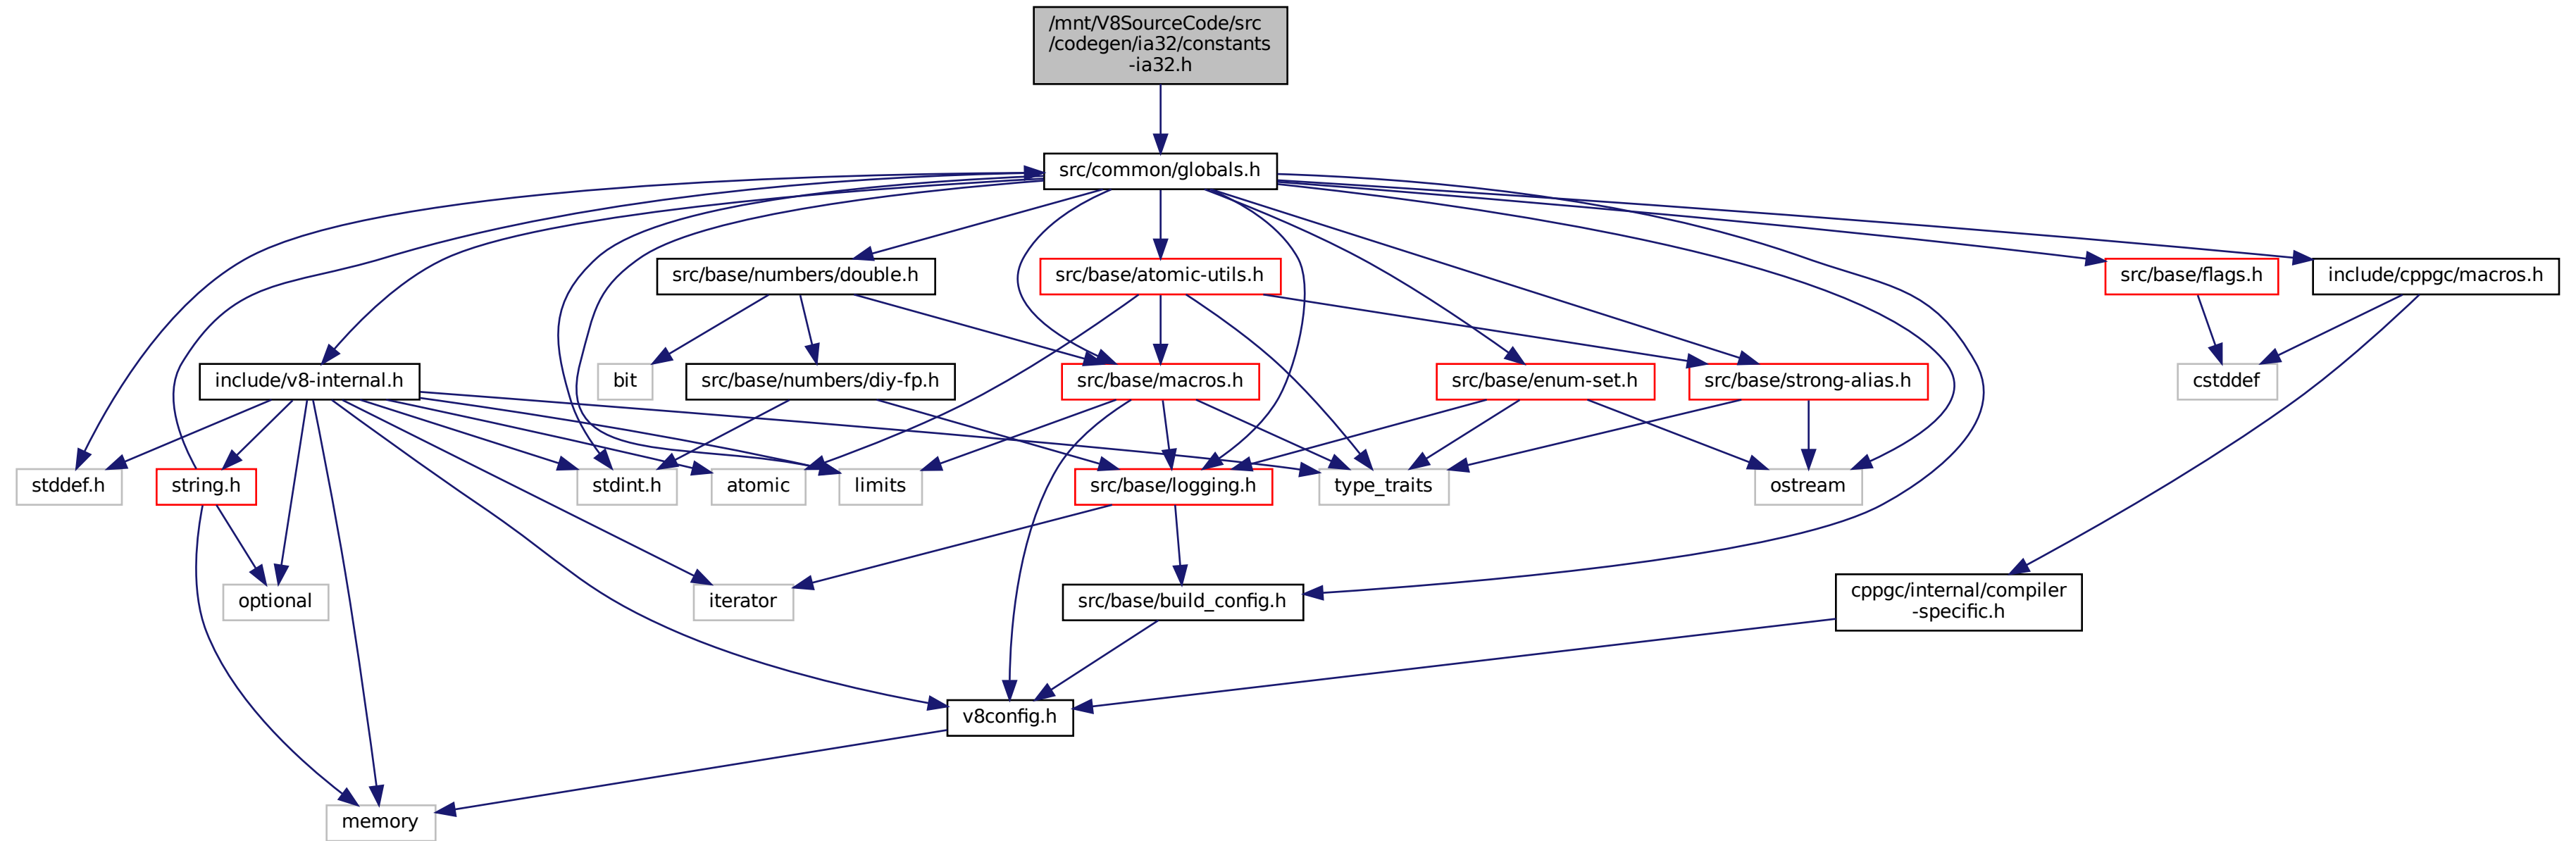 /mnt/V8SourceCode/src
/codegen/ia32/constants
-ia32.h
src/common/globals.h
src/base/numbers/double.h
src/base/atomic-utils.h
src/base/flags.h
include/cppgc/macros.h
include/v8-internal.h
bit
src/base/numbers/diy-fp.h
src/base/macros.h
src/base/enum-set.h
src/base/strong-alias.h
cstddef
stddef.h
string.h
stdint.h
atomic
limits
src/base/logging.h
type_traits
ostream
optional
iterator
src/base/build_config.h
cppgc/internal/compiler
-specific.h
v8config.h
memory